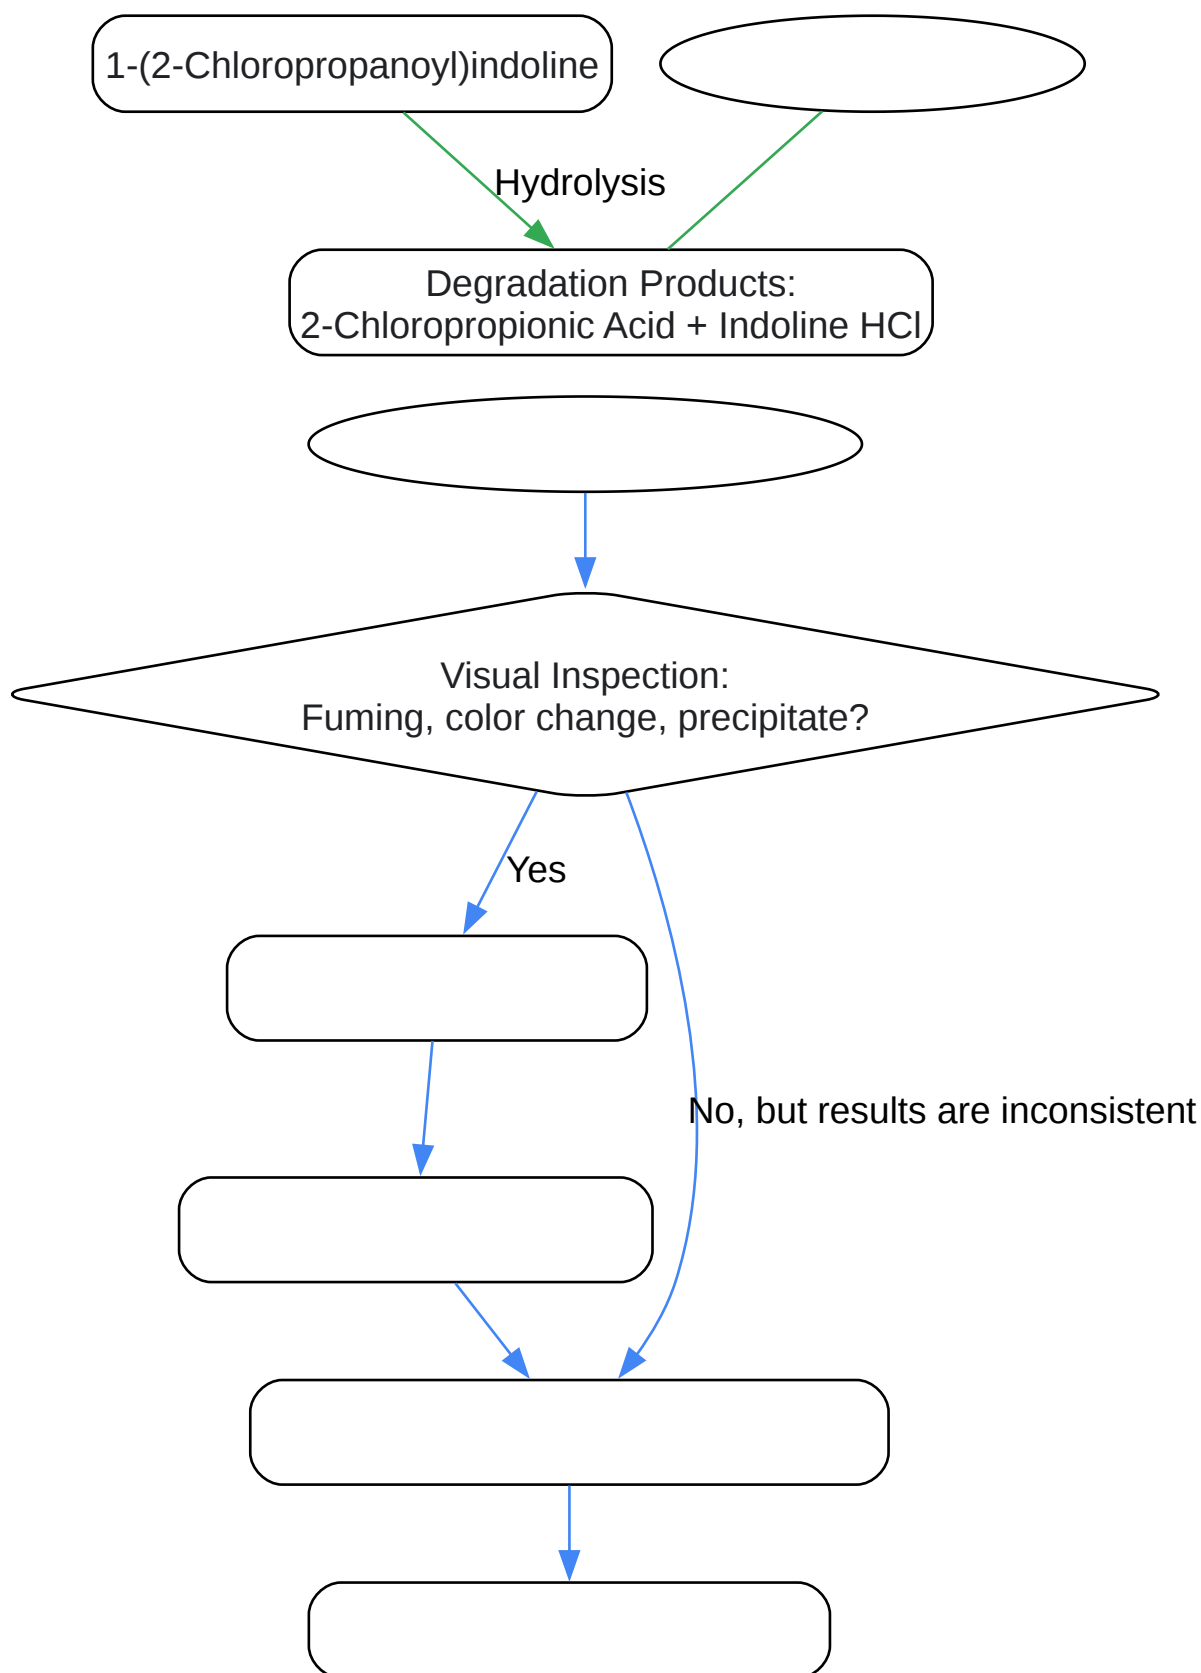 1-(2-Chloropropanoyl)indoline
Hydrolysis
Degradation Products:
2-Chloropropionic Acid + Indoline HCl
Visual Inspection:
Fuming, color change, precipitate?
Yes
No, but results are inconsistent